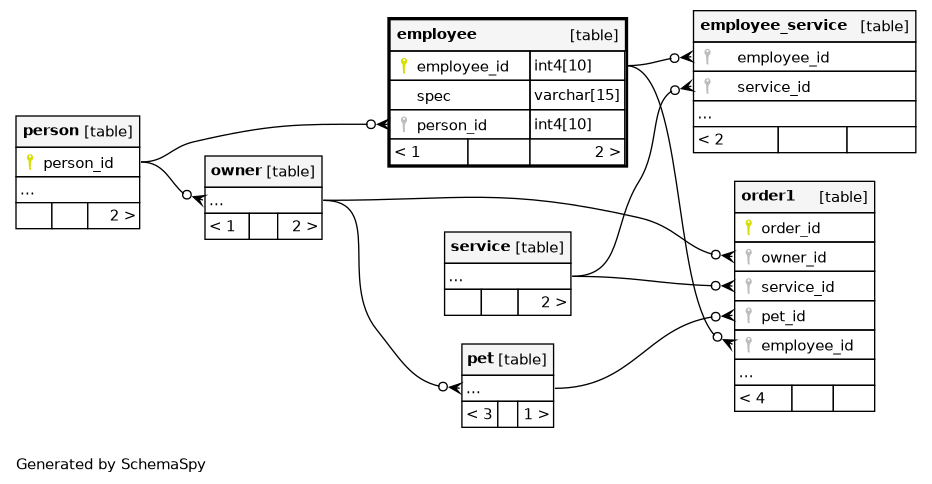 employee [table]
employee_id int4[10]
spec varchar[15]
person_id int4[10]
< 1 2 >
employee_service [table]
employee_id
service_id
...
< 2
person [table]
person_id
...
2 >
owner [table]
...
< 1 2 >
order1 [table]
order_id
owner_id
service_id
pet_id
employee_id
...
< 4
service [table]
...
2 >
pet [table]
...
< 3 1 >
Generated by SchemaSpy